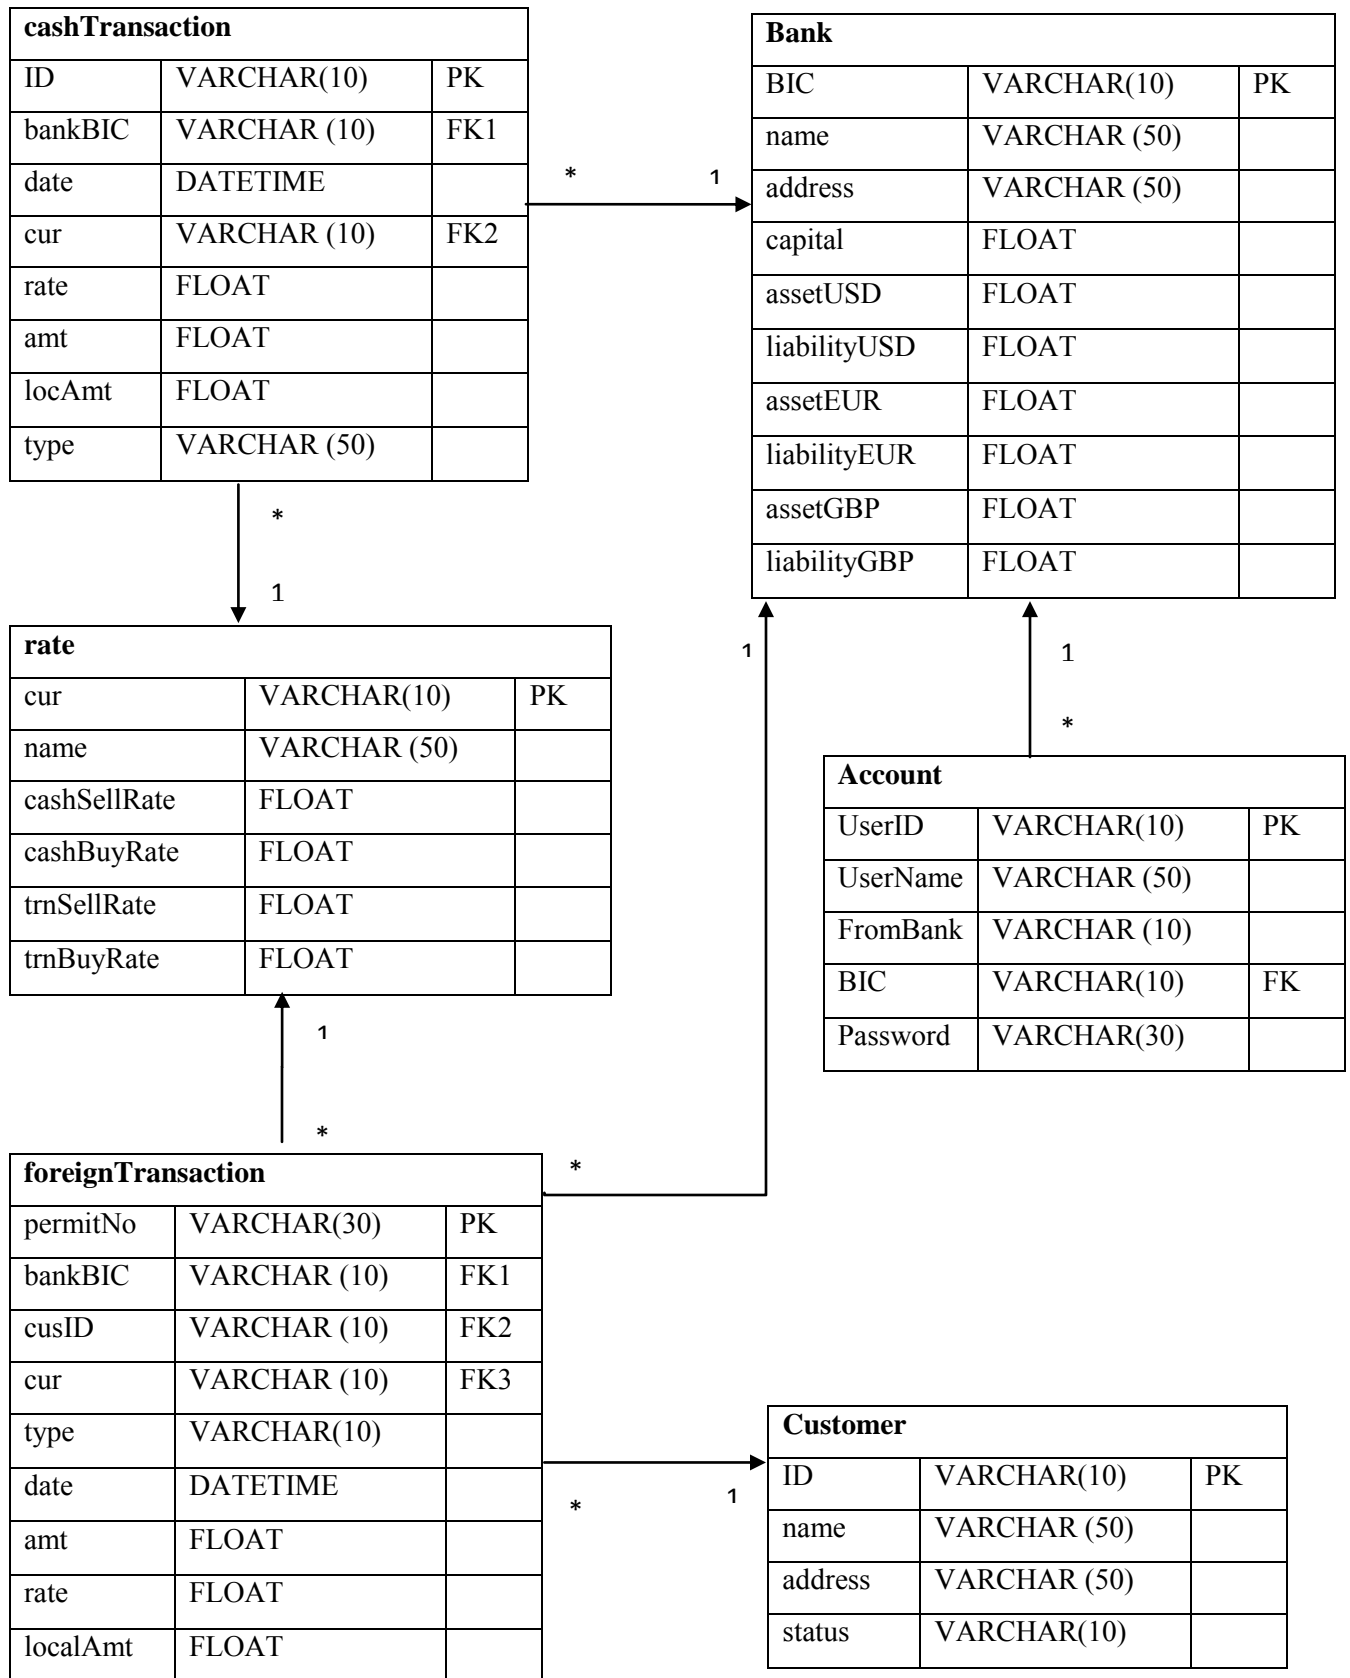 cashTransaction
ID VARCHAR(10) PK
bankBIC VARCHAR (10) FK1
date DATETIME
cur VARCHAR (10) FK2
rate FLOAT
amt FLOAT
locAmt FLOAT
type VARCHAR (50)
* 1
Bank
BIC VARCHAR(10) PK
name VARCHAR (50)
address VARCHAR (50)
capital FLOAT
assetUSD FLOAT
liabilityUSD FLOAT
assetEUR FLOAT
liabilityEUR FLOAT
assetGBP FLOAT
liabilityGBP FLOAT
*
1
rate
cur VARCHAR(10) PK
name VARCHAR (50)
cashSellRate FLOAT
cashBuyRate FLOAT
trnSellRate FLOAT
trnBuyRate FLOAT
1
1
*
Account
UserID VARCHAR(10) PK
UserName VARCHAR (50)
FromBank VARCHAR (10)
BIC VARCHAR(10) FK
Password VARCHAR(30)
1
*
*
foreignTransaction
permitNo VARCHAR(30) PK
bankBIC VARCHAR (10) FK1
cusID VARCHAR (10) FK2
cur VARCHAR (10) FK3
type VARCHAR(10)
date DATETIME
amt FLOAT
rate FLOAT
localAmt FLOAT
* 1
Customer
ID VARCHAR(10) PK
name VARCHAR (50)
address VARCHAR (50)
status VARCHAR(10)